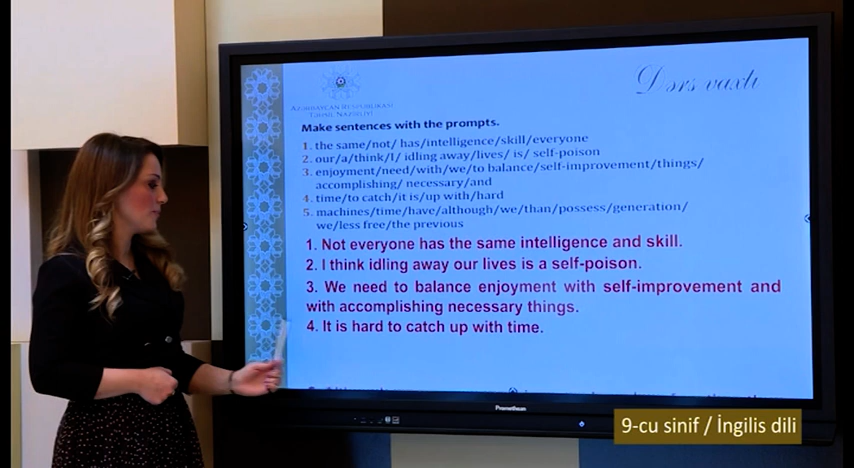 Dərs vaxtı
AZƏRBAYCAN RESPUBLİKASI
TƏHSİL NAZİRLİYİ
Make sentences with the prompts.
1. the same/not/ has/intelligence/skill/everyone
2. our/a/think/I/ idling away/lives/ is/ self-poison
3. enjoyment/need/with/we/to balance/self-improvement/things/
accomplishing/ necessary/and
4. time/to catch/it is/up with/hard
5. machines/time/have/although/we/than/possess/generation/
we/less free/the previous
1. Not everyone has the same intelligence and skill.
2. I think idling away our lives is a self-poison.
3. We need to balance enjoyment with self-improvement and
with accomplishing necessary things.
4. It is hard to catch up with time.
Promethean
9-cu sinif / İngilis dili